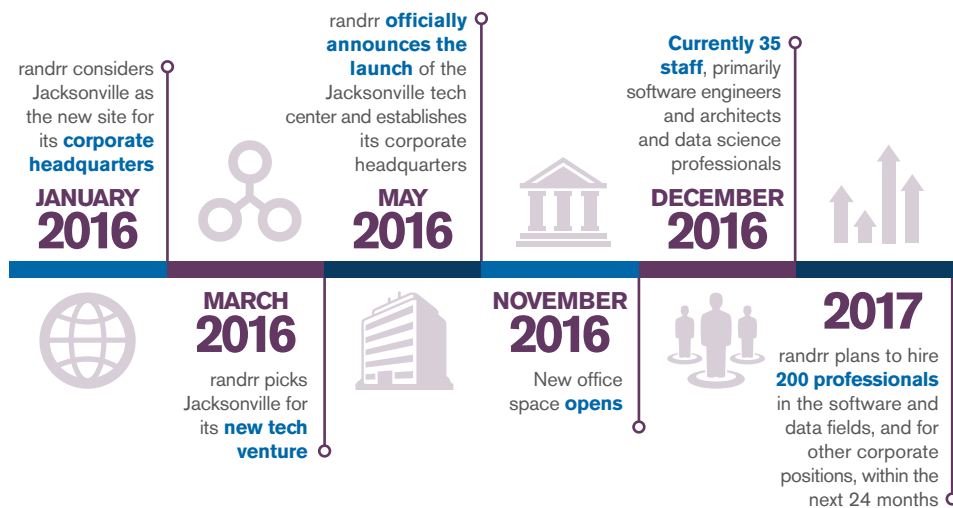 randrr considers
Jacksonville as
the new site for
its corporate
headquarters
JANUARY
2016
MARCH
2016
randrr picks
Jacksonville for
its new tech
venture
randrr officially
announces the
launch of the
Jacksonville tech
center and establishes
its corporate
headquarters
MAY
2016
NOVEMBER
2016
New office
space opens
Currently 35
staff, primarily
software engineers
and architects
and data science
professionals
DECEMBER
2016
2017
randrr plans to hire
200 professionals
in the software and
data fields, and for
other corporate
positions, within the
next 24 months